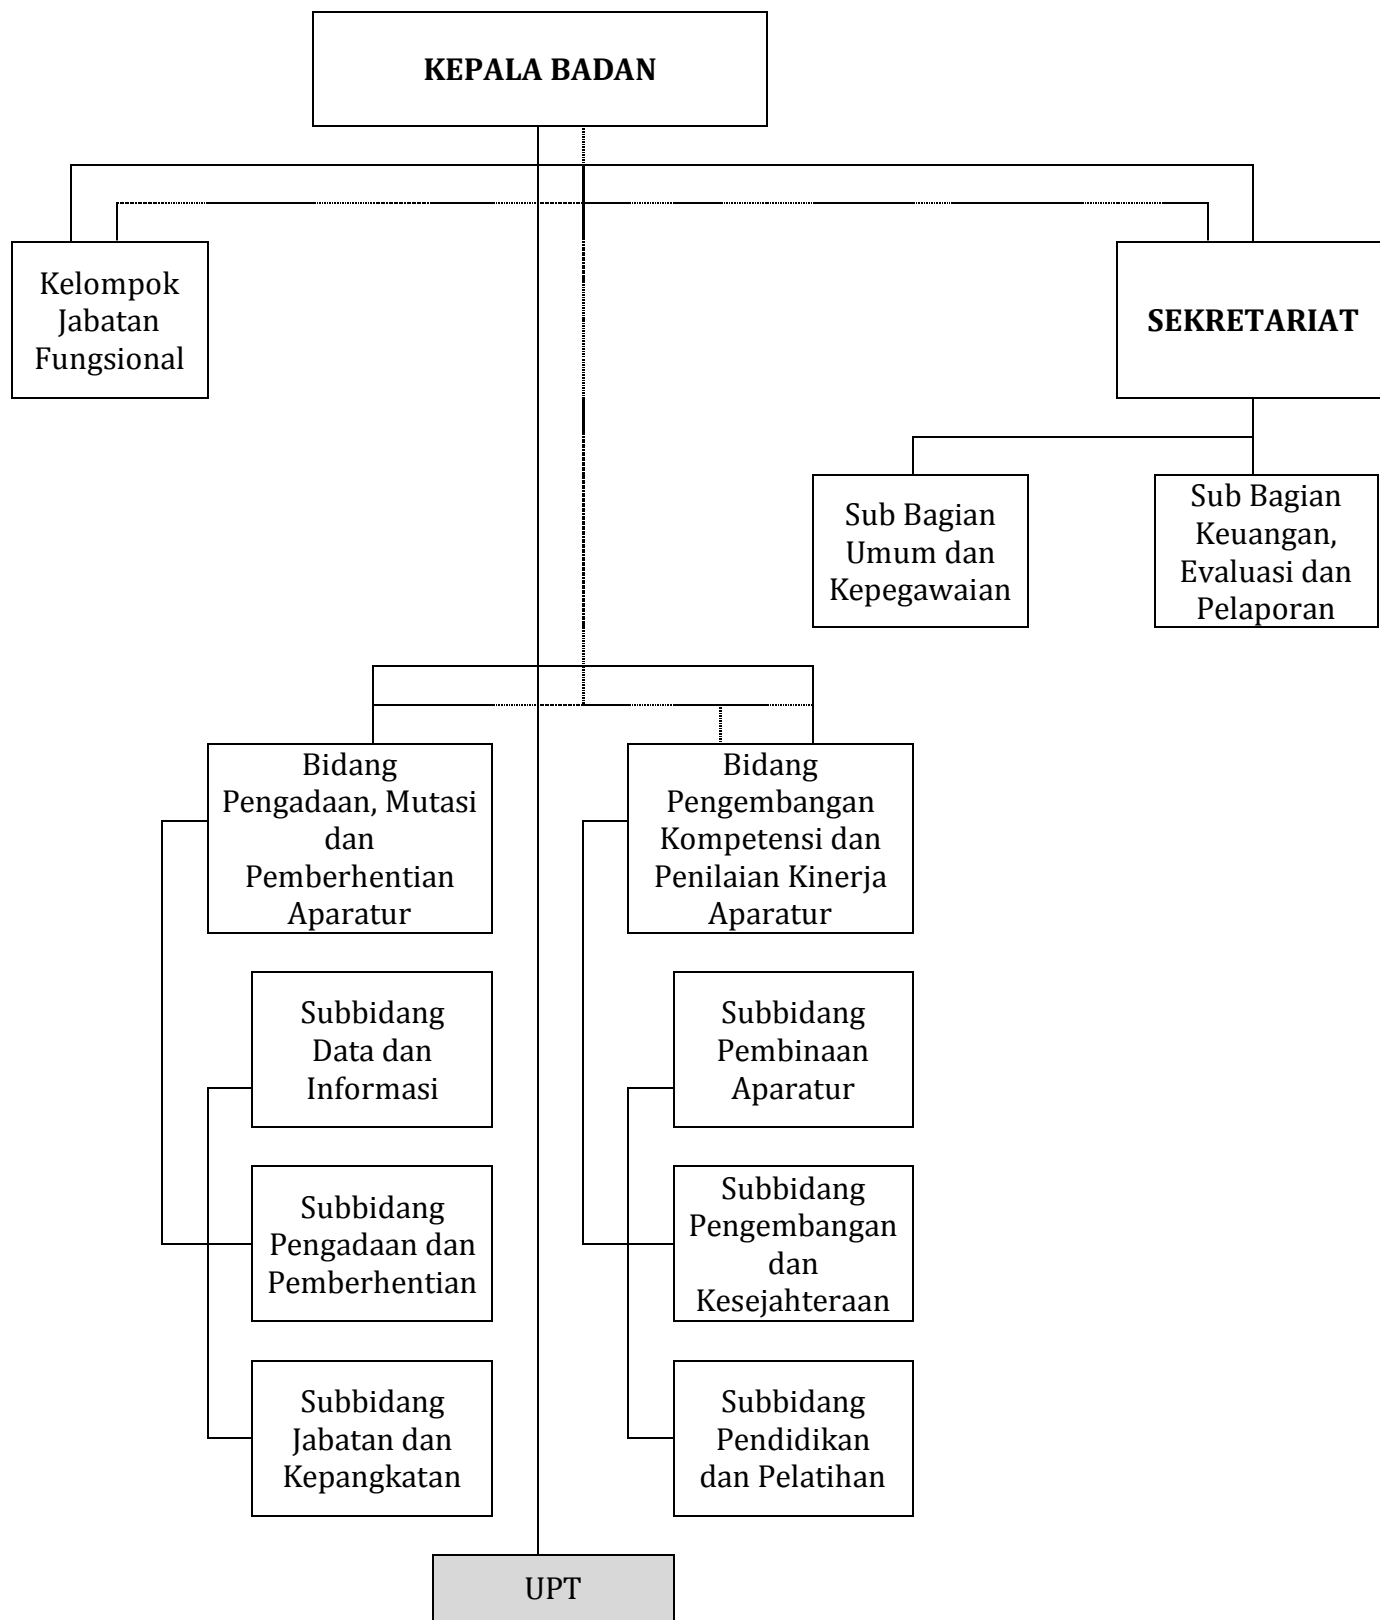 KEPALA BADAN
Kelompok
Jabatan
Fungsional
SEKRETARIAT
Sub Bagian
Umum dan
Kepegawaian
Sub Bagian
Keuangan,
Evaluasi dan
Pelaporan
Bidang
Pengadaan, Mutasi
dan
Pemberhentian
Aparatur
Bidang
Pengembangan
Kompetensi dan
Penilaian Kinerja
Aparatur
Subbidang
Data dan
Informasi
Subbidang
Pembinaan
Aparatur
Subbidang
Pengadaan dan
Pemberhentian
Subbidang
Pengembangan
dan
Kesejahteraan
Subbidang
Jabatan dan
Kepangkatan
Subbidang
Pendidikan
dan Pelatihan
UPT